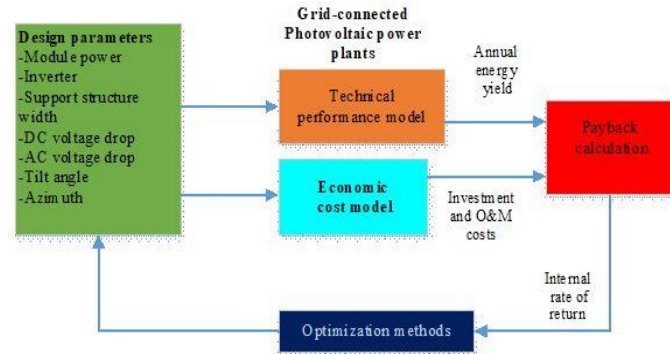 Design parameters
-Module power
-Inverter
-Support structure
width
-DC voltage drop
-AC voltage drop
-Tilt angle
-Azimuth
Grid-connected
Photovoltaic power
plants
Technical
performance model
Economic
cost model
Annual
energy
yield
Investment
and O&M
costs
Payback
calculation
Internal
rate of
return
Optimization methods